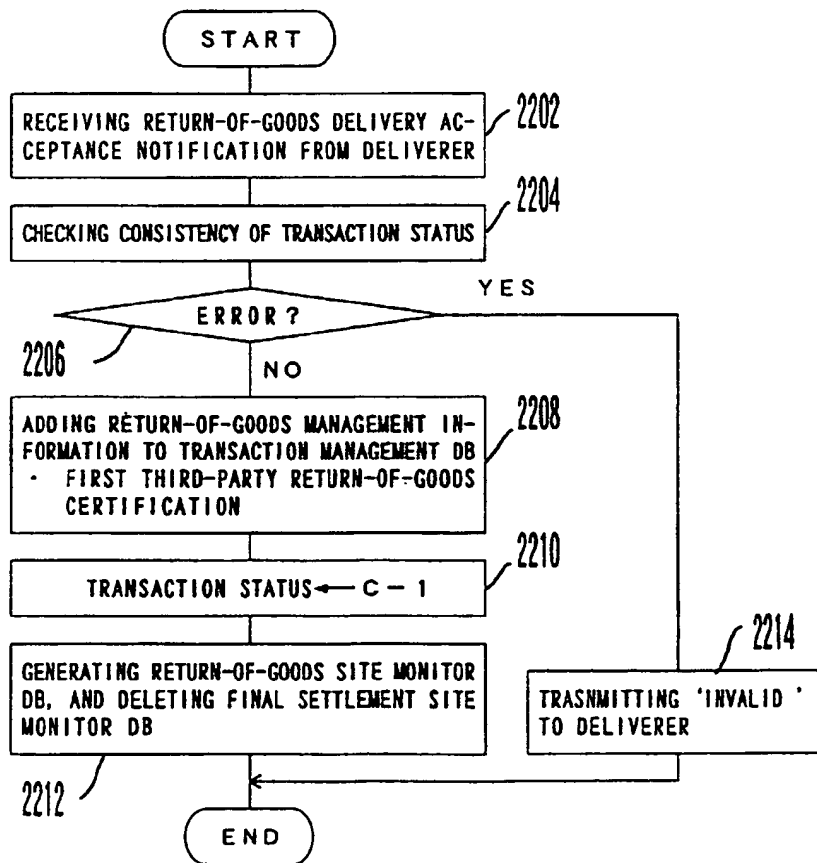 START
RECEIVING RETURN-OF-GOODS DELIVERY AC-
CEPTANCE NOTIFICATION FROM DELIVERER
2202
CHECKING CONSISTENCY OF TRANSACTION STATUS
2204
ERROR?
YES
2206
NO
ADDING RETURN-OF-GOODS MANAGEMENT IN-
FORMATION TO TRANSACTION MANAGEMENT DB
· FIRST THIRD-PARTY RETURN-OF-GOODS
CERTIFICATION
2208
TRANSACTION STATUS ← C - 1
2210
GENERATING RETURN-OF-GOODS SITE MONITOR
DB, AND DELETING FINAL SETTLEMENT SITE
MONITOR DB
2212
TRASNMITTING 'INVALID '
TO DELIVERER
2214
END